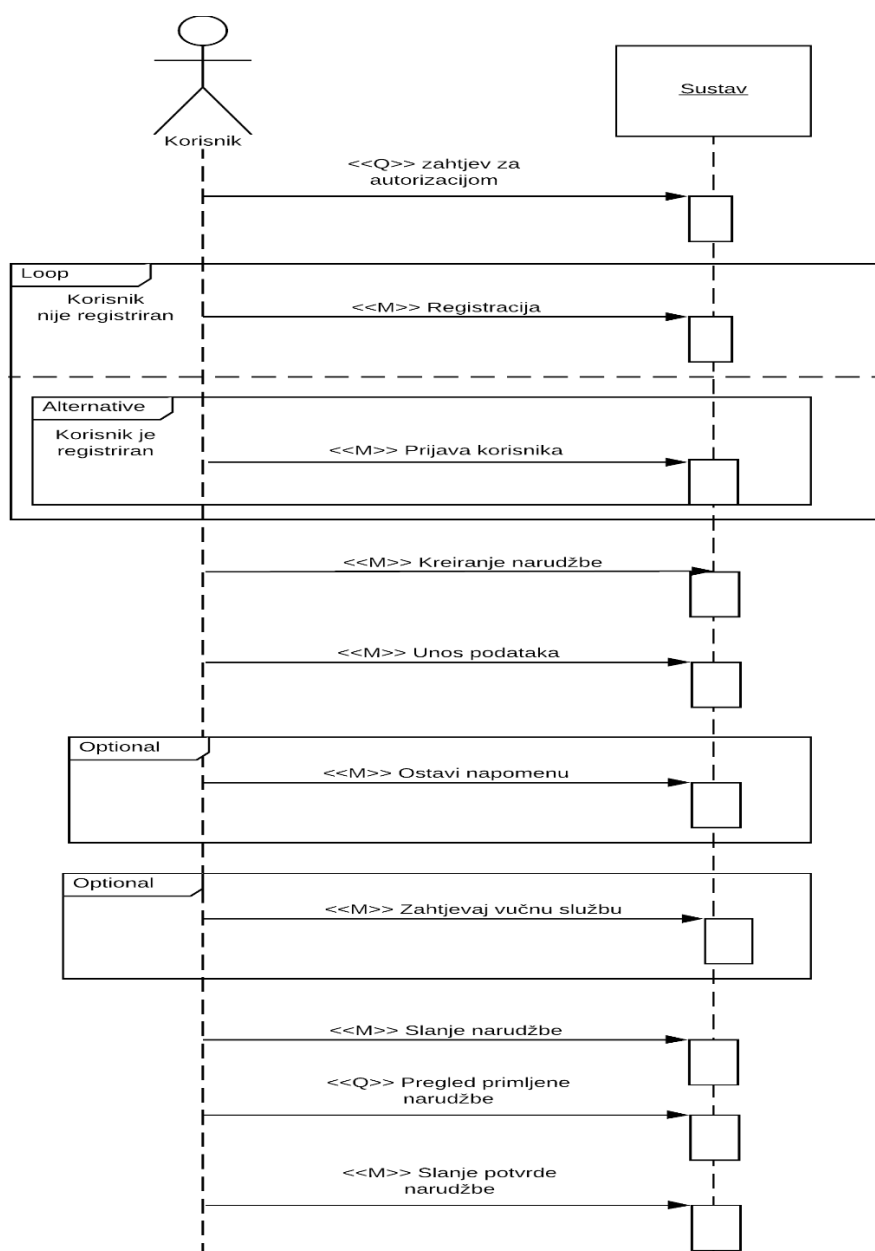 Sustav
Korisnik
<<Q>> zahtjev za
autorizacijom
Loop
Korisnik
nije registriran
<<M>> Registracija
Alternative
Korisnik je
registriran
<<M>> Prijava korisnika
<<M>> Kreiranje narudžbe
<<M>> Unos podataka
Optional
<<M>> Ostavi napomenu
Optional
<<M>> Zahtjevaj vučnu službu
<<M>> Slanje narudžbe
<<Q>> Pregled primljene
narudžbe
<<M>> Slanje potvrde
narudžbe